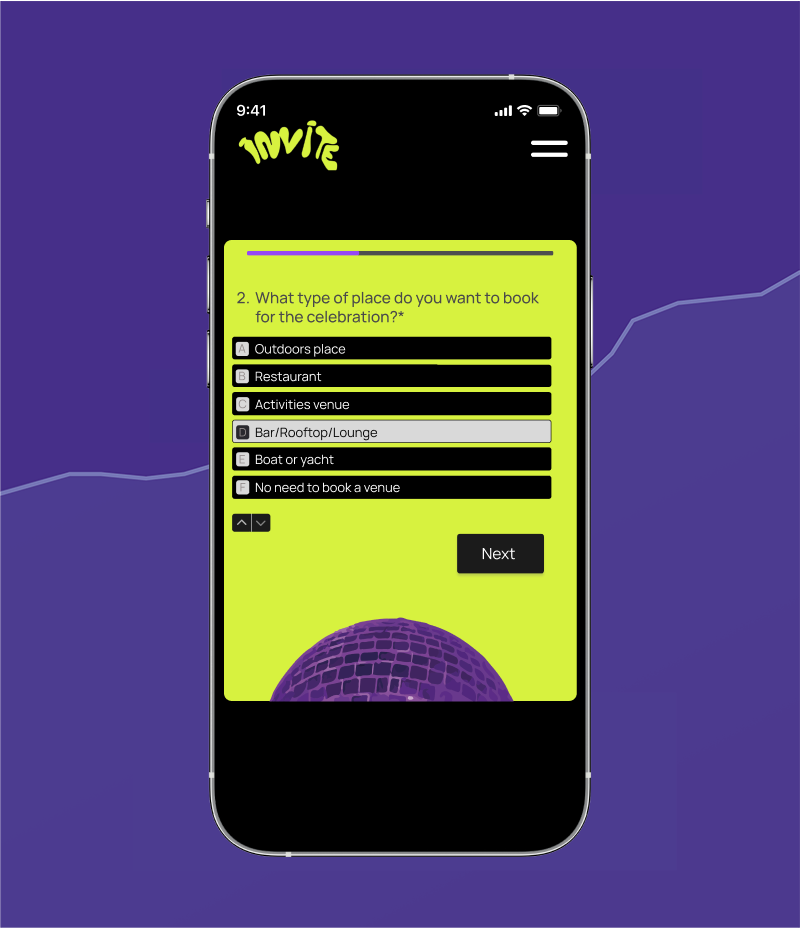 9:41
INVITE
2. What type of place do you want to book
for the celebration?*
A Outdoors place
B Restaurant
C Activities venue
D Bar/Rooftop/Lounge
E Boat or yacht
F No need to book a venue
Next